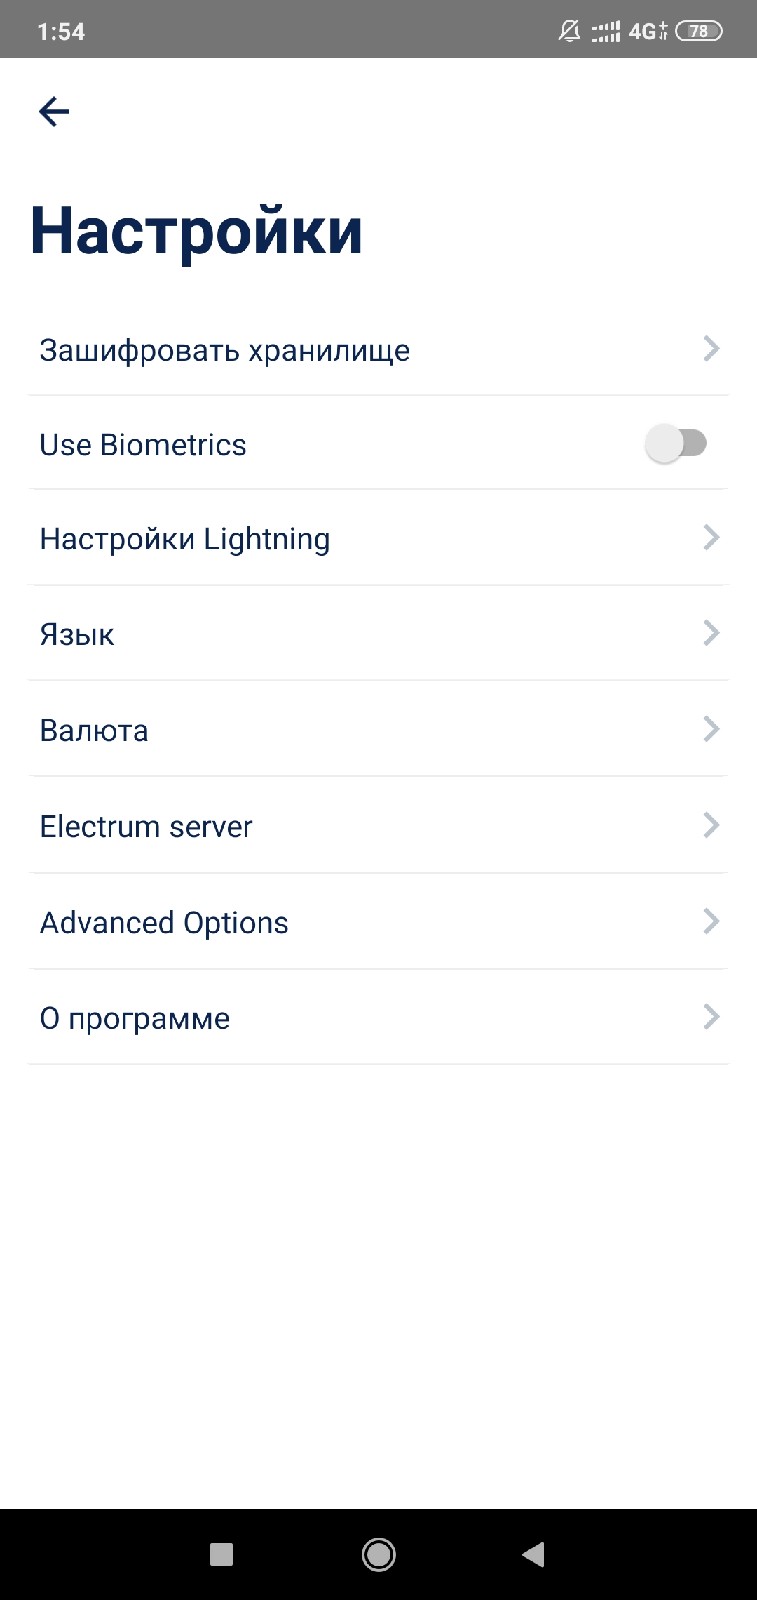 1:54
4G+ 78
Настройки
Зашифровать хранилище
Use Biometrics
Настройки Lightning
Язык
Валюта
Electrum server
Advanced Options
О программе